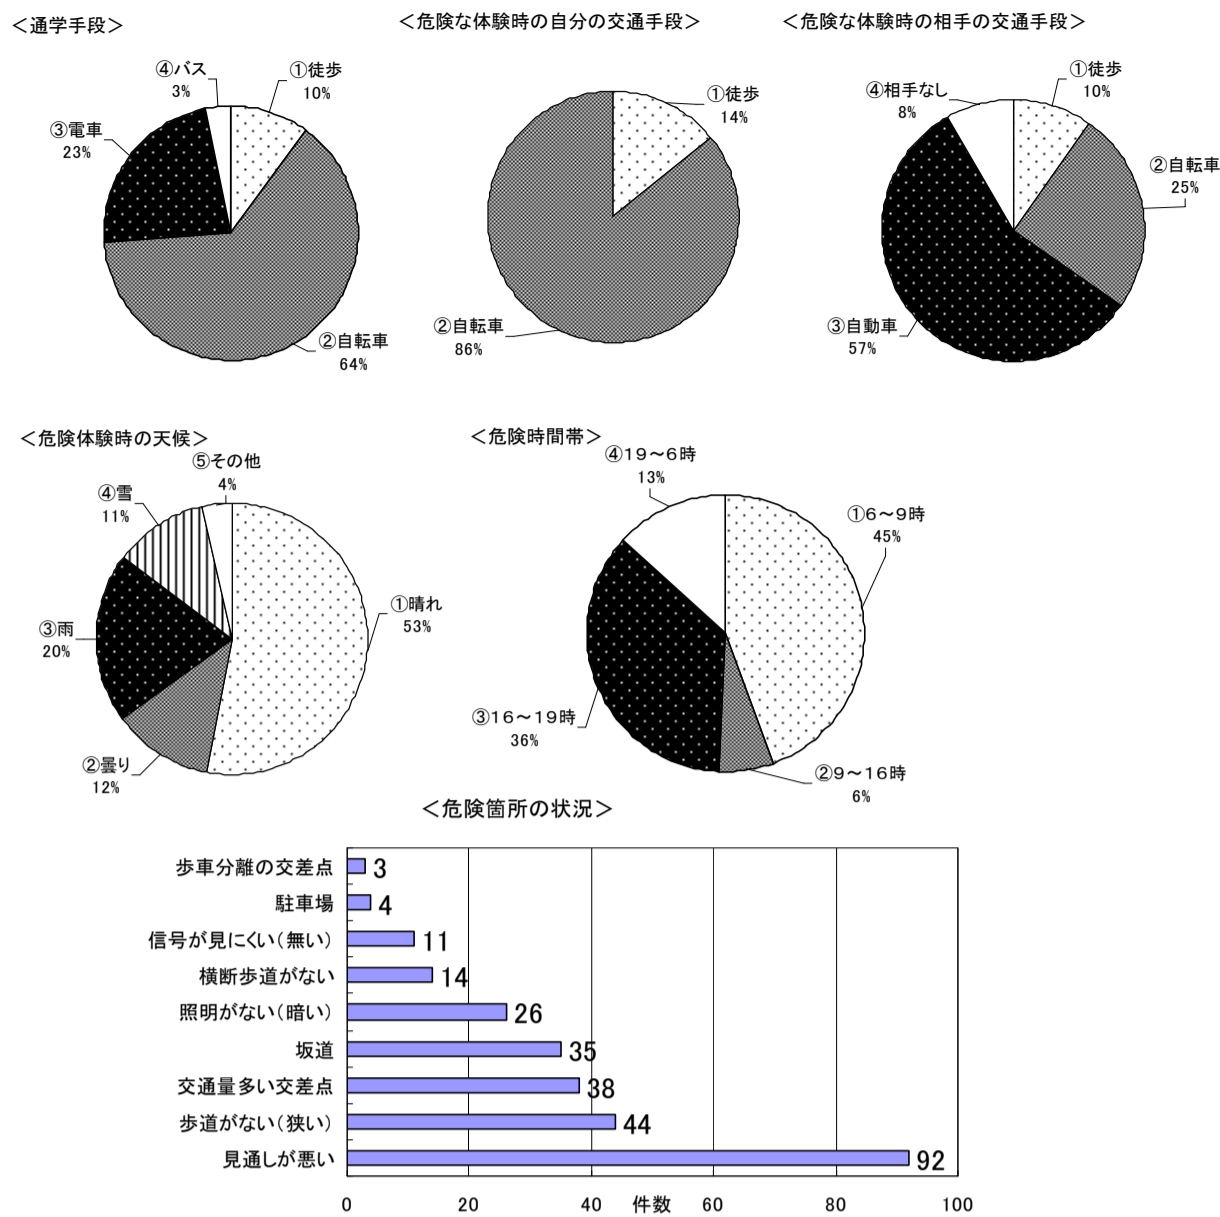 ＜通学手段＞
④バス
3%
①徒歩
10%
③電車
23%
②自転車
64%
＜危険な体験時の自分の交通手段＞
①徒歩
14%
②自転車
86%
＜危険な体験時の相手の交通手段＞
④相手なし
8%
①徒歩
10%
②自転車
25%
③自動車
57%
＜危険体験時の天候＞
⑤その他
4%
④雪
11%
①晴れ
53%
③雨
20%
②曇り
12%
＜危険時間帯＞
④１９～６時
13%
①６～９時
45%
③１６～１９時
36%
②９～１６時
6%
＜危険箇所の状況＞
歩車分離の交差点 3
駐車場 4
信号が見にくい（無い） 11
横断歩道がない 14
照明がない（暗い） 26
坂道 35
交通量多い交差点 38
歩道がない（狭い） 44
見通しが悪い 92
0 20 40 件数 60 80 100